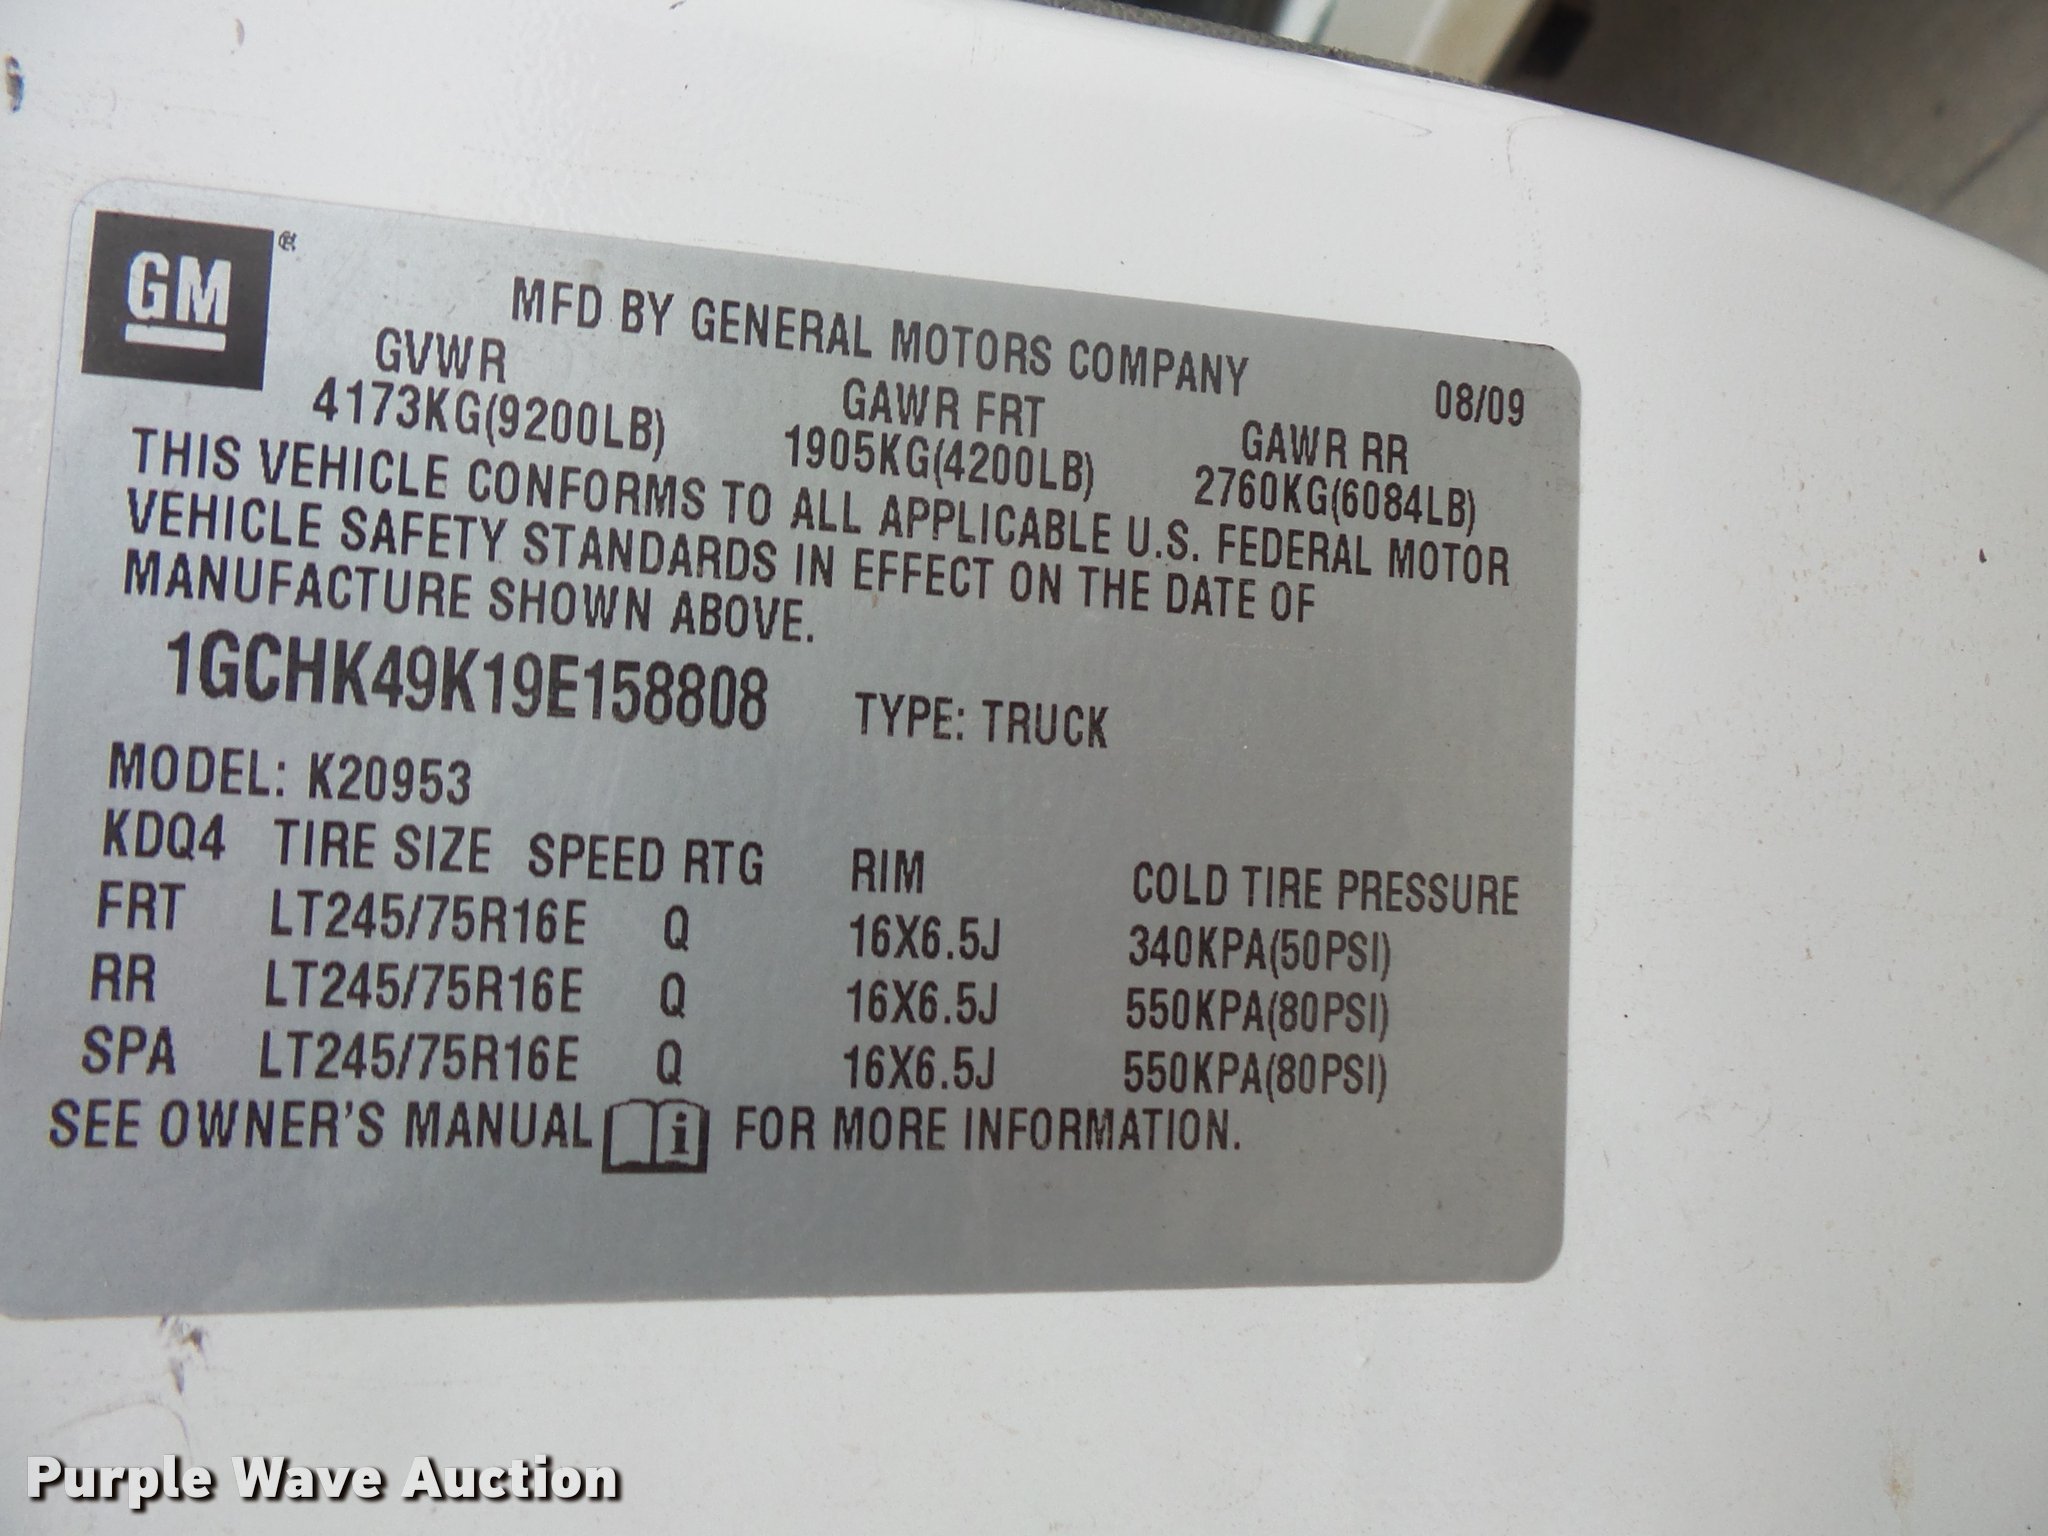 GM
MFD BY GENERAL MOTORS COMPANY
08/09
GVWR GAWR FRT GAWR RR
4173KG(9200LB) 1905KG(4200LB) 2760KG(6084LB)
THIS VEHICLE CONFORMS TO ALL APPLICABLE U.S. FEDERAL MOTOR
VEHICLE SAFETY STANDARDS IN EFFECT ON THE DATE OF
MANUFACTURE SHOWN ABOVE.
1GCHK49K19E158808 TYPE: TRUCK
MODEL: K20953
KDQ4 TIRE SIZE SPEED RTG RIM COLD TIRE PRESSURE
FRT LT245/75R16E Q 16X6.5J 340KPA(50PSI)
RR LT245/75R16E Q 16X6.5J 550KPA(80PSI)
SPA LT245/75R16E Q 16X6.5J 550KPA(80PSI)
SEE OWNER'S MANUAL i FOR MORE INFORMATION.
Purple Wave Auction